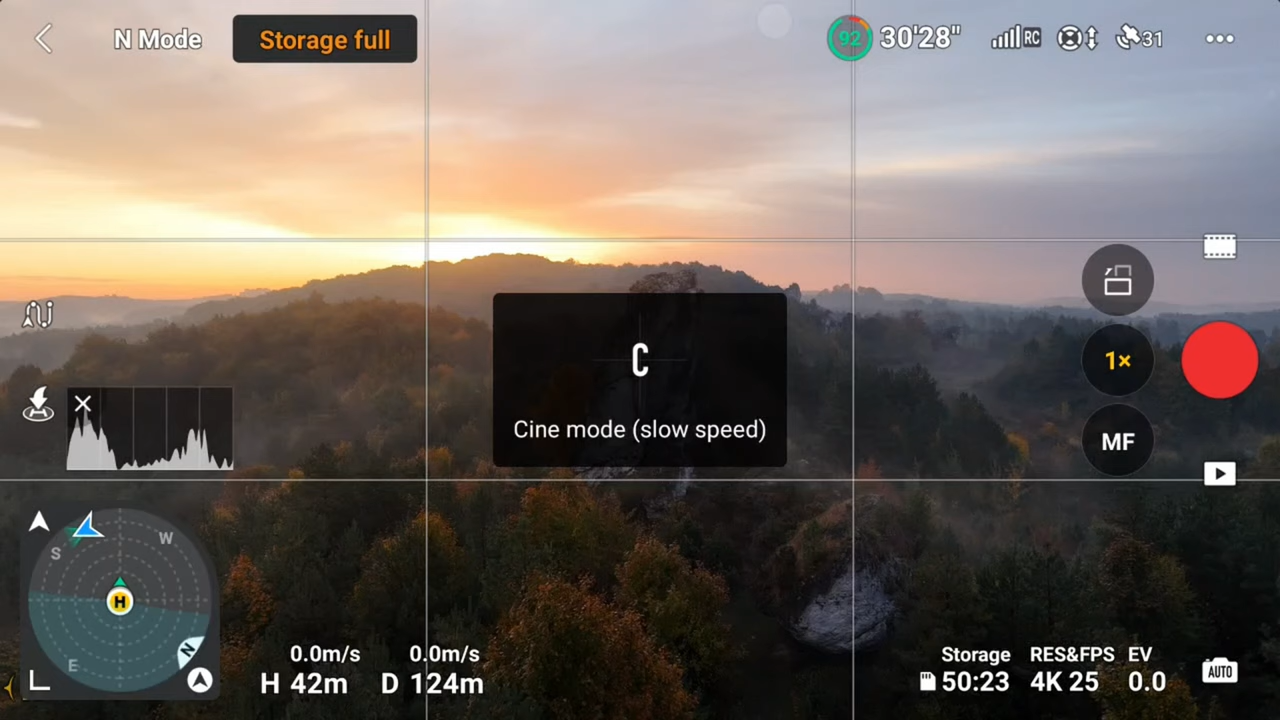 N Mode
Storage full
92
30'28"
RC
31
C
Cine mode (slow speed)
1×
MF
S
W
H
E
N
0.0m/s
0.0m/s
H 42m
D 124m
Storage
RES&FPS
EV
50:23
4K 25
0.0
AUTO